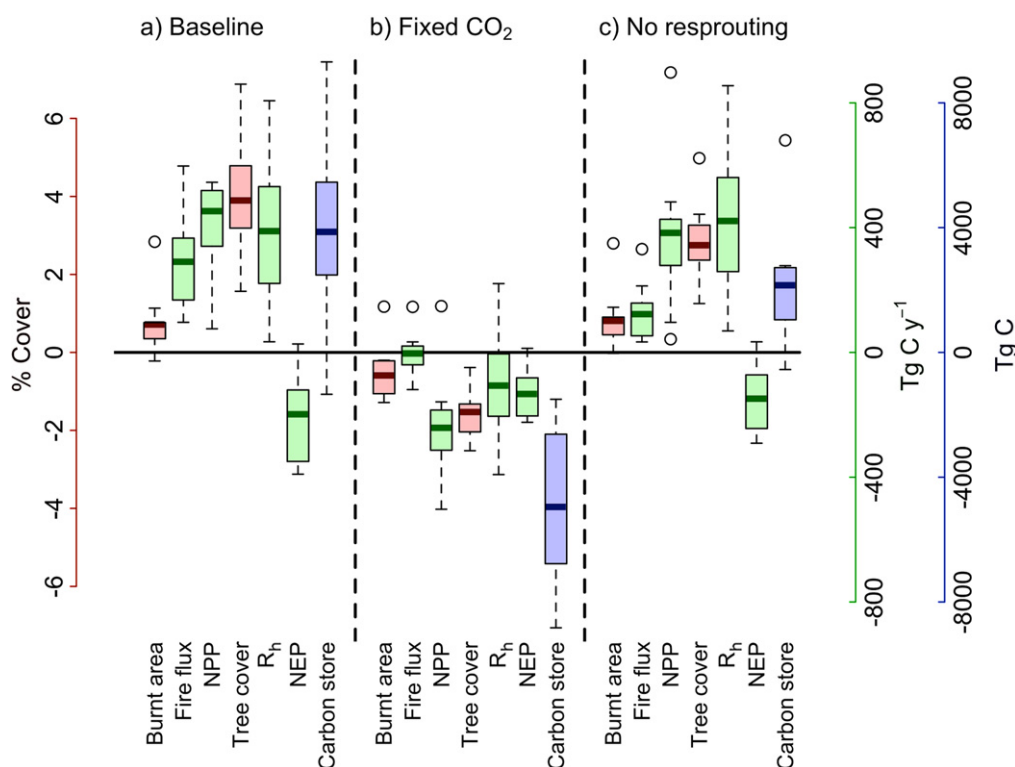 a) Baseline
b) Fixed CO₂
c) No resprouting
% Cover
6
4
2
0
-2
-4
-6
Burnt area
Fire flux
NPP
Tree cover
Rₕ
NEP
Carbon store
Burnt area
Fire flux
NPP
Tree cover
Rₕ
NEP
Carbon store
Burnt area
Fire flux
NPP
Tree cover
Rₕ
NEP
Carbon store
800
400
0
-400
-800
Tg C y⁻¹
8000
4000
0
-4000
-8000
Tg C